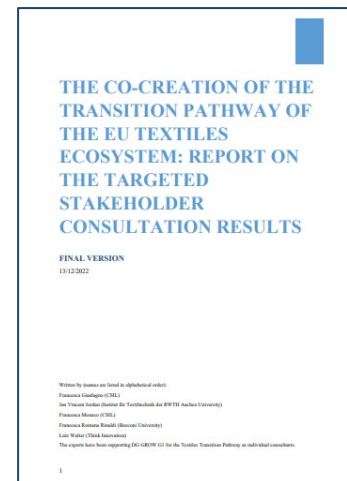 THE CO-CREATION OF THE
TRANSITION PATHWAY OF
THE EU TEXTILES
ECOSYSTEM: REPORT ON
THE TARGETED
STAKEHOLDER
CONSULTATION RESULTS
FINAL VERSION
13/12/2022
Written by (names are listed in alphabetical order):
Francesca Guadagno (CSIL)
Jan Vincent Jordan (Institut für Textiltechnik der RWTH Aachen University)
Francesca Monaco (CSIL)
Francesca Romana Rinaldi (Bocconi University)
Lutz Walter (Think Innovation)
The experts have been supporting DG GROW G1 for the Textiles Transition Pathway as individual consultants.
1